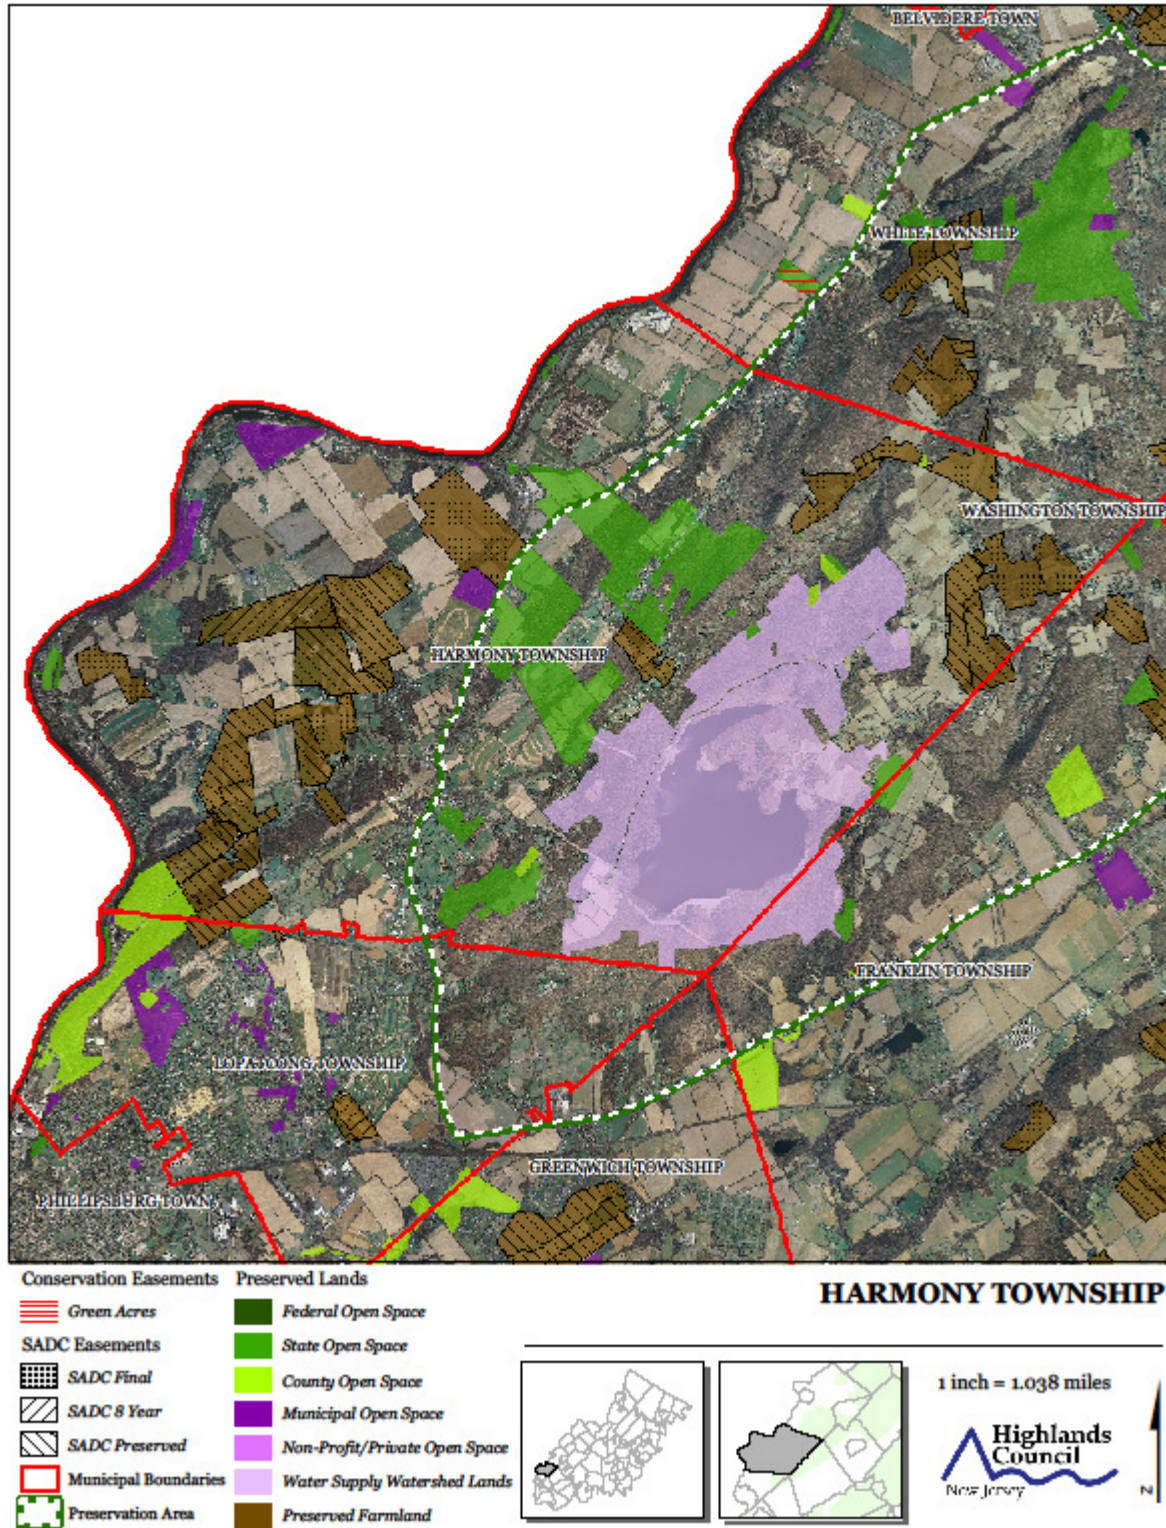 BELVIDERE TOWN
WHITE TOWNSHIP
WASHINGTON TOWNSHIP
HARMONY TOWNSHIP
FRANKLIN TOWNSHIP
LOPATCONG TOWNSHIP
GREENWICH TOWNSHIP
PHILLIPSBURG TOWN
Conservation Easements
Green Acres
SADC Easements
SADC Final
SADC 8 Year
SADC Preserved
Municipal Boundaries
Preservation Area
Preserved Lands
Federal Open Space
State Open Space
County Open Space
Municipal Open Space
Non-Profit/Private Open Space
Water Supply Watershed Lands
Preserved Farmland
HARMONY TOWNSHIP
1 inch = 1.038 miles
Highlands
Council
New Jersey
N